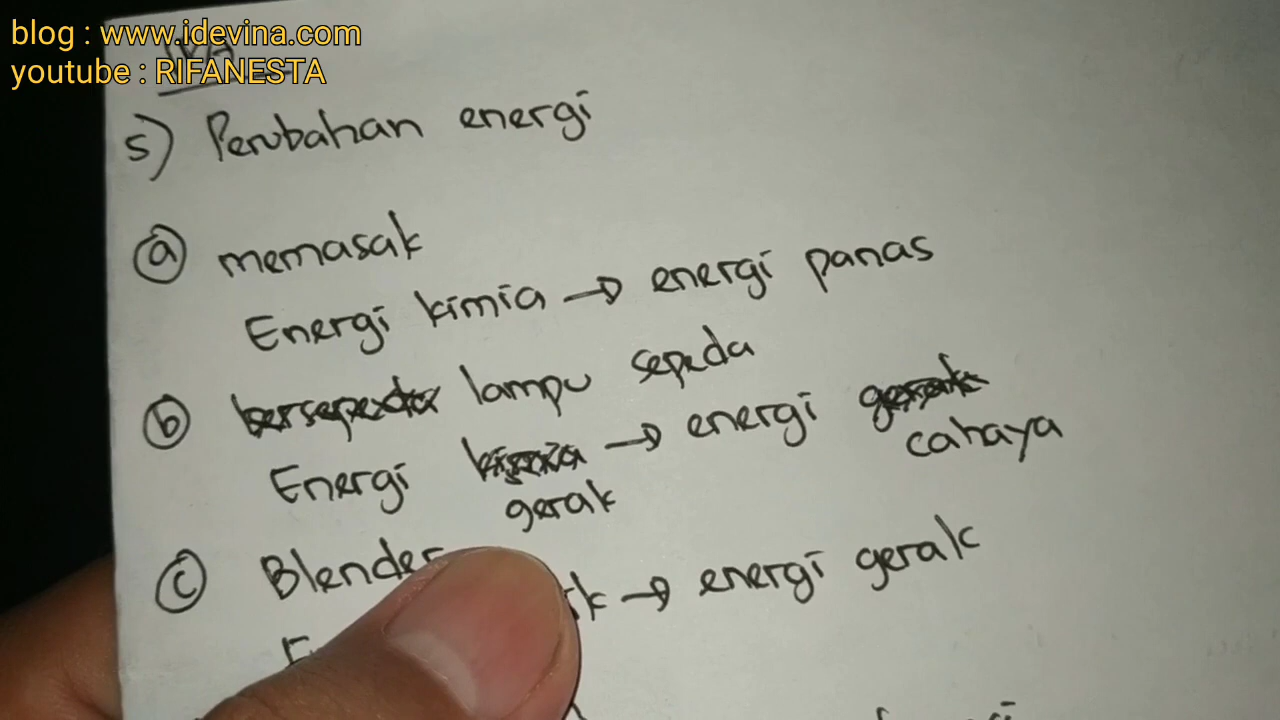 blog : www.idevina.com
youtube : RIFANESTA
5) Perubahan energi
a memasak
Energi kimia → energi panas
b lampu sepeda
Energi → energi
gerak cahaya
c Blender
→ energi gerak